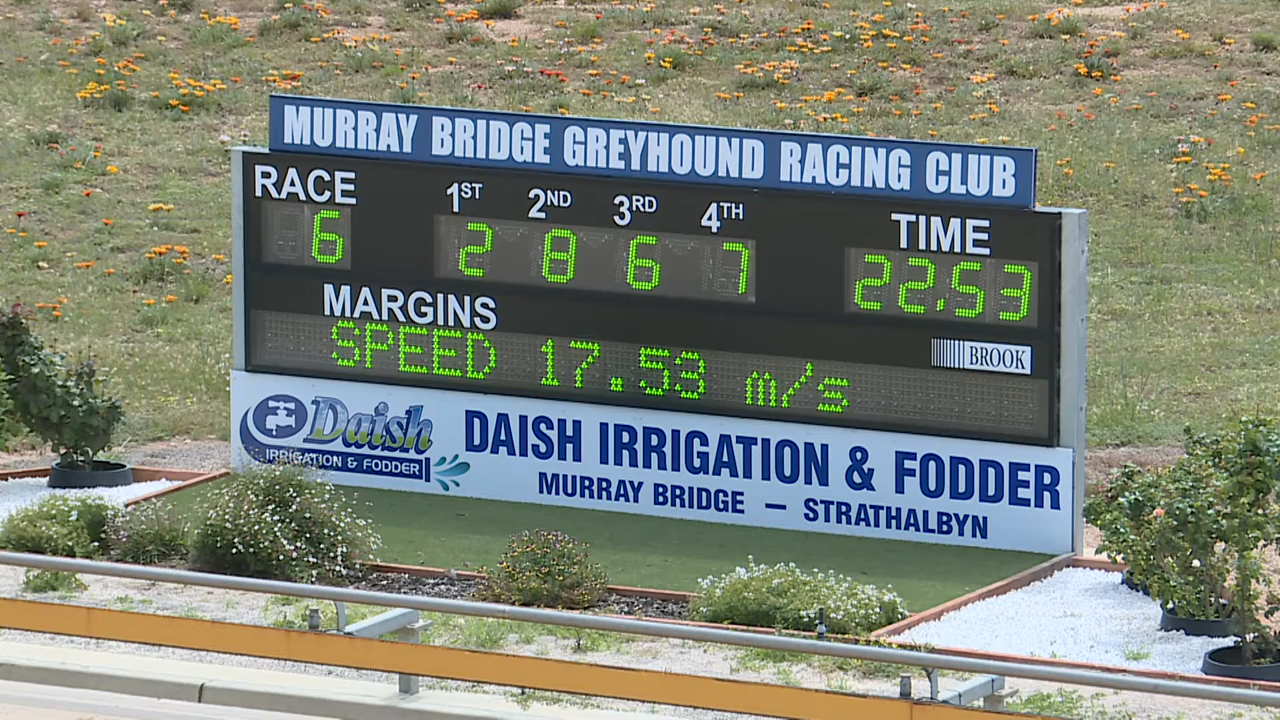 MURRAY BRIDGE GREYHOUND RACING CLUB
RACE 1ST 2ND 3RD 4TH TIME
6 2 8 6 7 22.53
MARGINS
SPEED 17.59 m/s
BROOK
Daish
IRRIGATION & FODDER
DAISH IRRIGATION & FODDER
MURRAY BRIDGE – STRATHALBYN